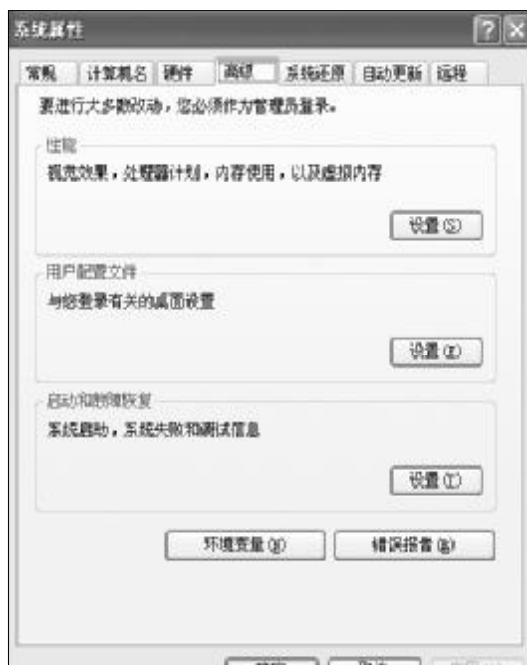 系统属性
常规 计算机名 硬件 高级 系统还原 自动更新 远程
要进行大多数改动，您必须作为管理员登录。
性能
视觉效果，处理器计划，内存使用，以及虚拟内存
设置(S)
用户配置文件
与您登录有关的桌面设置
设置(E)
启动和故障恢复
系统启动，系统失败和调试信息
设置(T)
环境变量(N) 错误报告(R)